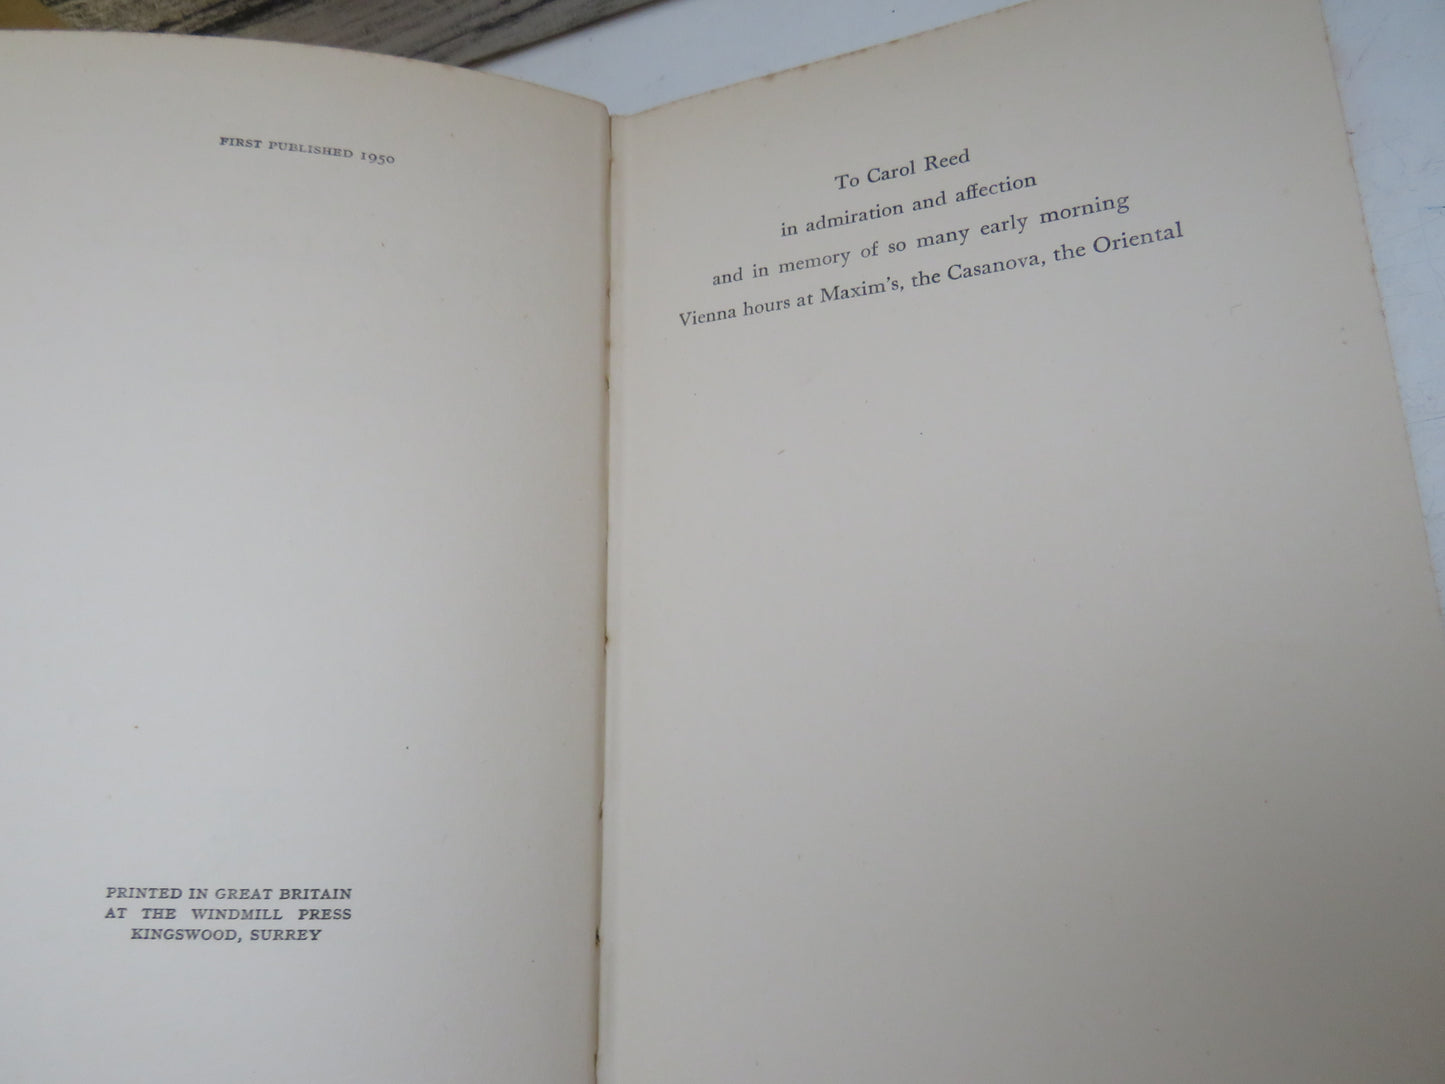 FIRST PUBLISHED 1950
PRINTED IN GREAT BRITAIN
AT THE WINDMILL PRESS
KINGSWOOD, SURREY
To Carol Reed
in admiration and affection
and in memory of so many early morning
Vienna hours at Maxim's, the Casanova, the Oriental